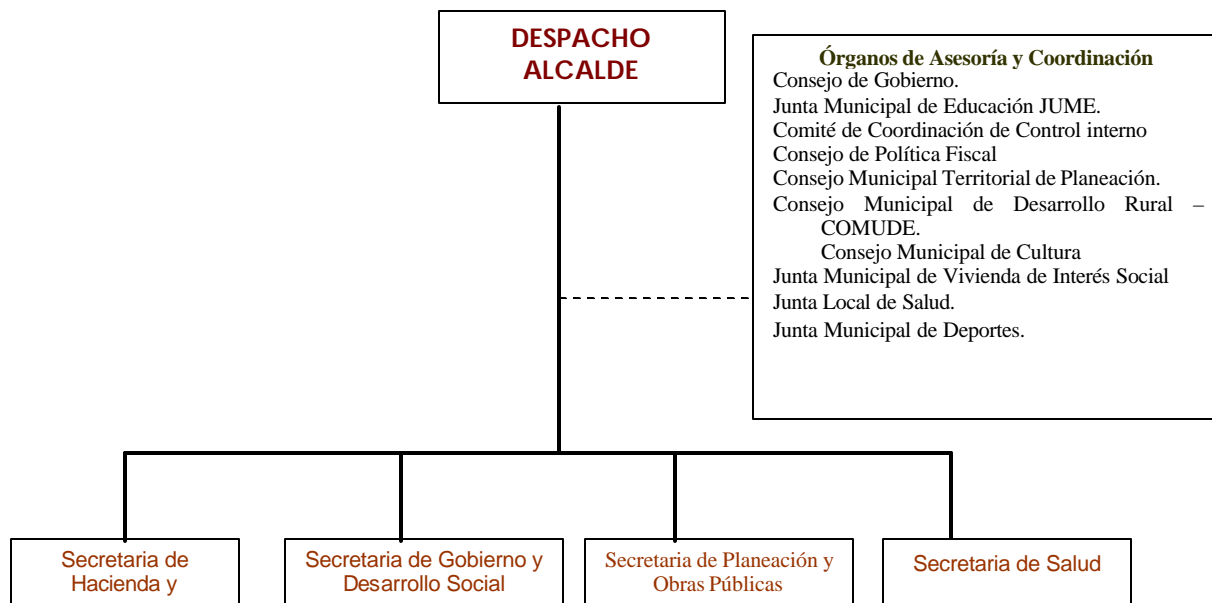 DESPACHO
ALCALDE
Órganos de Asesoría y Coordinación
Consejo de Gobierno.
Junta Municipal de Educación JUME.
Comité de Coordinación de Control interno
Consejo de Política Fiscal
Consejo Municipal Territorial de Planeación.
Consejo Municipal de Desarrollo Rural –
COMUDE.
Consejo Municipal de Cultura
Junta Municipal de Vivienda de Interés Social
Junta Local de Salud.
Junta Municipal de Deportes.
Secretaria de
Hacienda y
Secretaria de Gobierno y
Desarrollo Social
Secretaria de Planeación y
Obras Públicas
Secretaria de Salud